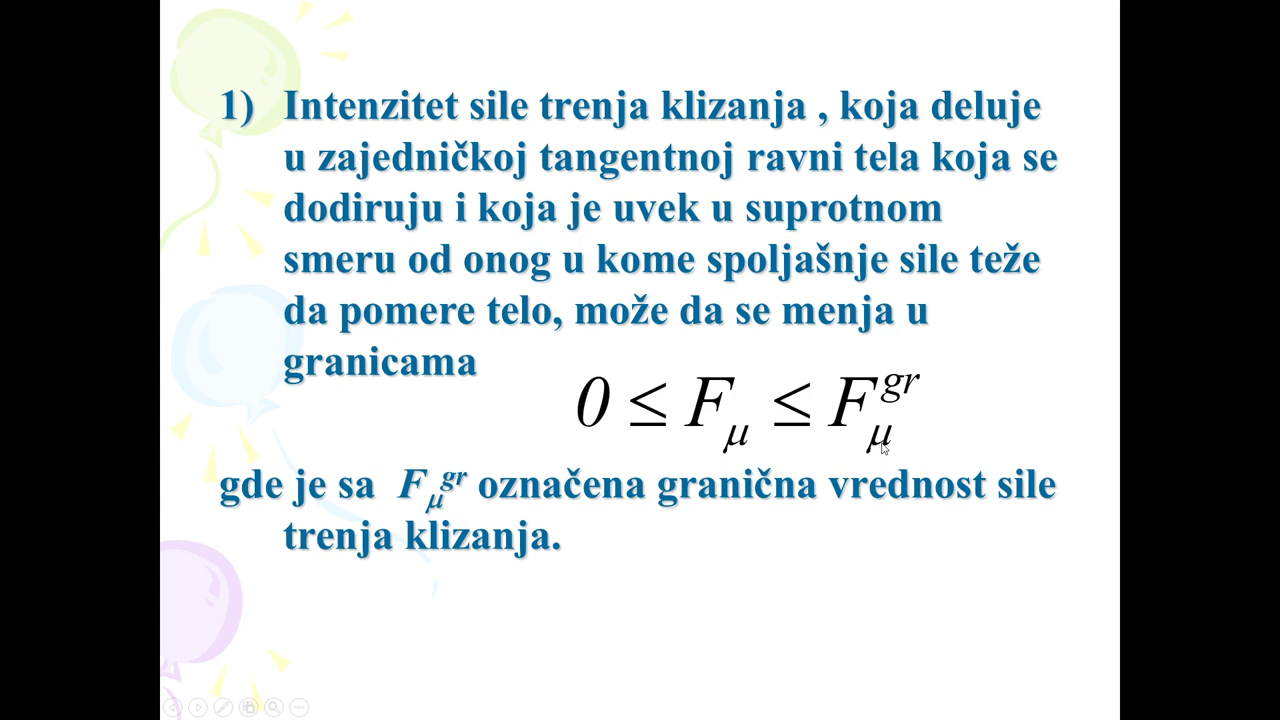 1) Intenzitet sile trenja klizanja , koja deluje
u zajedničkoj tangentnoj ravni tela koja se
dodiruju i koja je uvek u suprotnom
smeru od onog u kome spoljašnje sile teže
da pomere telo, može da se menja u
granicama
0 ≤ F_μ ≤ F_μ^gr
gde je sa F_μ^gr označena granična vrednost sile
trenja klizanja.